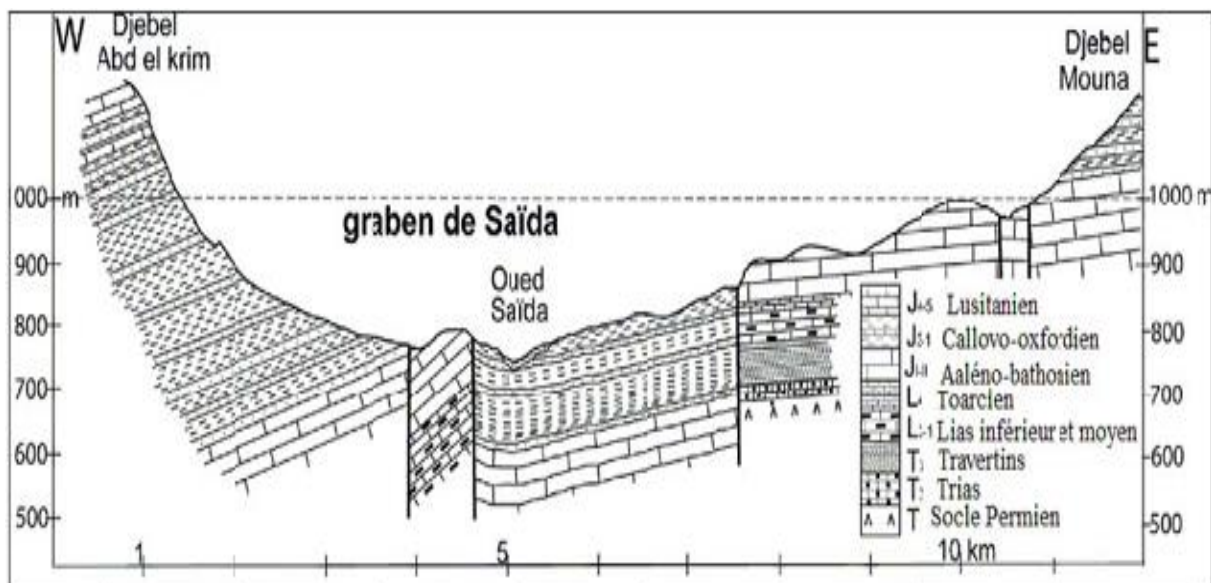 W
Djebel
Abd el krim
Djebel
Mouna
E
000 m
1000 m
graben de Saïda
900
900
Oued
Saïda
800
800
700
700
600
600
500
500
Lusitanien
Callovo-oxfodien
Aaléno-bathonien
Toarcien
Lias inférieur et moyen
Travertins
Trias
T Socle Permien
1
5
10 km